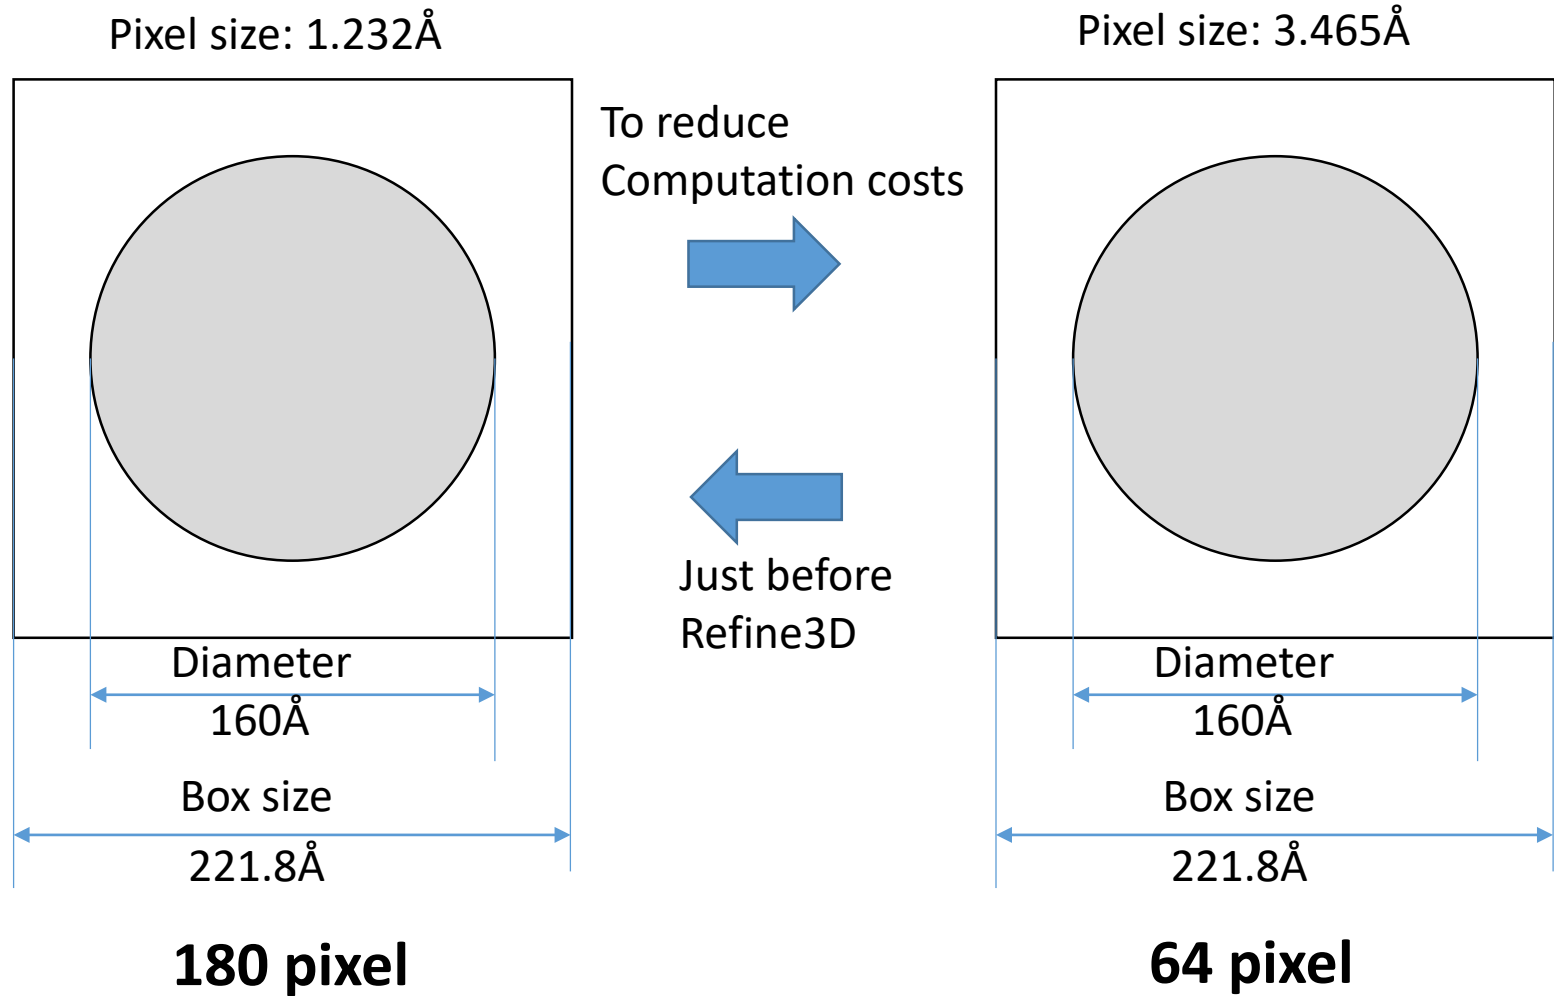 Pixel size: 1.232Å
Pixel size: 3.465Å
To reduce
Computation costs
Just before
Refine3D
Diameter
160Å
Box size
221.8Å
180 pixel
Diameter
160Å
Box size
221.8Å
64 pixel